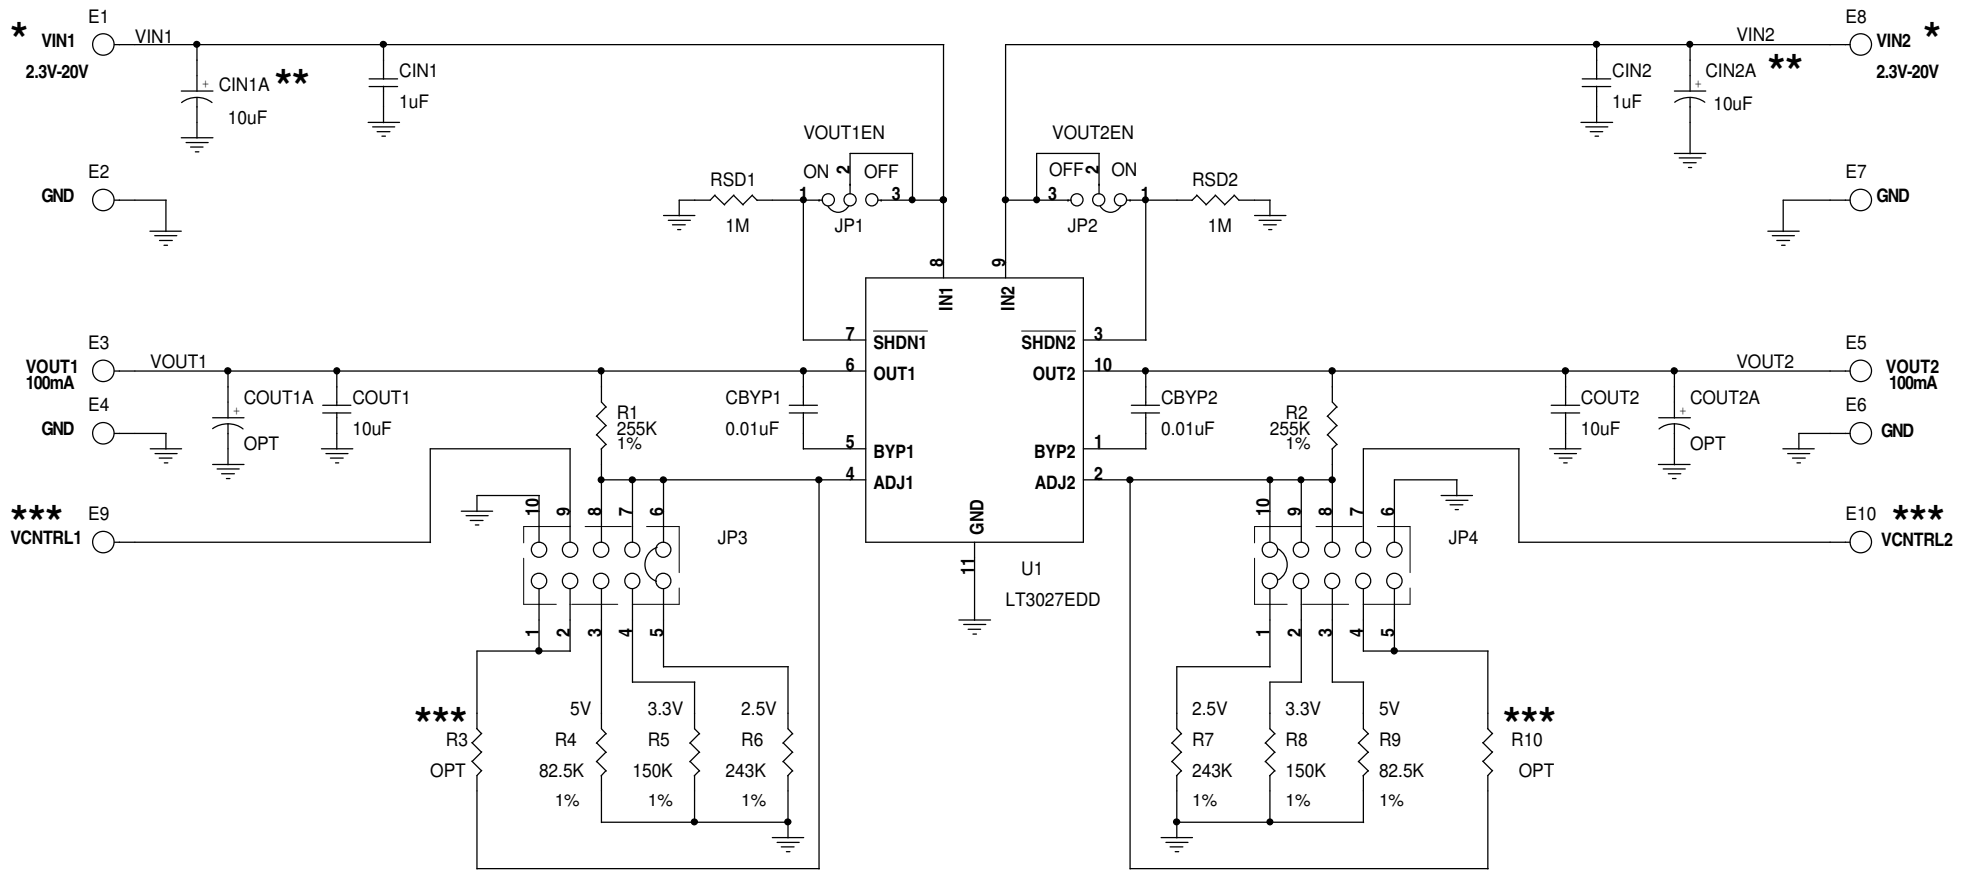 E1
* VIN1
2.3V-20V
VIN1
CIN1A **
10uF
CIN1
1uF
VIN2
E8
VIN2 *
2.3V-20V
CIN2
1uF
CIN2A **
10uF
E2
GND
E7
GND
VOUT1EN
ON 2 OFF
1 3
RSD1
1M
JP1
VOUT2EN
OFF 2 ON
3 1
RSD2
1M
JP2
8
9
IN1
IN2
7
SHDN1
SHDN2
3
6
OUT1
OUT2
10
5
BYP1
BYP2
1
4
ADJ1
ADJ2
2
GND
11
U1
LT3027EDD
E3
VOUT1
100mA
VOUT1
E4
GND
COUT1A
OPT
COUT1
10uF
R1
255K
1%
CBYP1
0.01uF
CBYP2
0.01uF
R2
255K
1%
COUT2
10uF
COUT2A
OPT
VOUT2
E5
VOUT2
100mA
E6
GND
*** E9
VCNTRL1
E10 ***
VCNTRL2
10 9 8 7 6
JP3
1 2 3 4 5
10 9 8 7 6
JP4
1 2 3 4 5
***
R3
OPT
5V
R4
82.5K
1%
3.3V
R5
150K
1%
2.5V
R6
243K
1%
2.5V
R7
243K
1%
3.3V
R8
150K
1%
5V
R9
82.5K
1%
***
R10
OPT